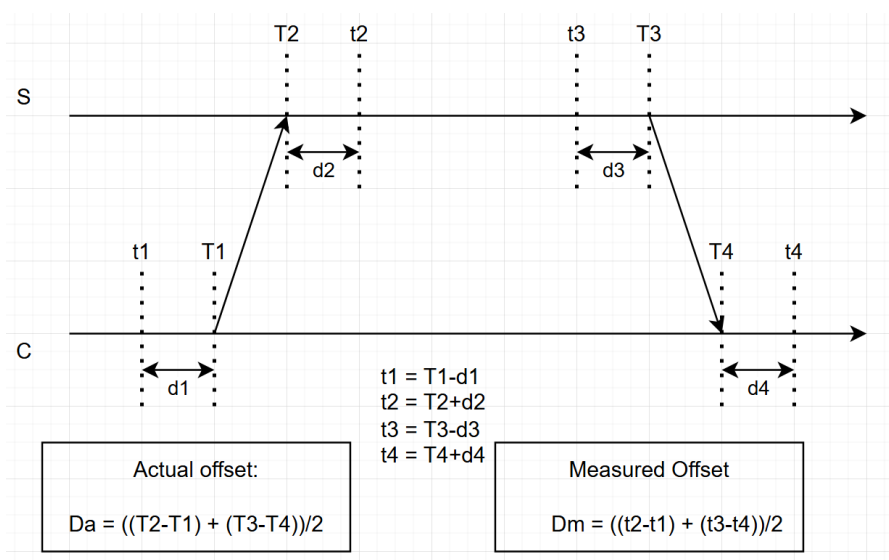 T2 t2 t3 T3
S
d2 d3
t1 T1 T4 t4
C
d1 d4
t1 = T1-d1
t2 = T2+d2
t3 = T3-d3
t4 = T4+d4
Actual offset:
Da = ((T2-T1) + (T3-T4))/2
Measured Offset
Dm = ((t2-t1) + (t3-t4))/2